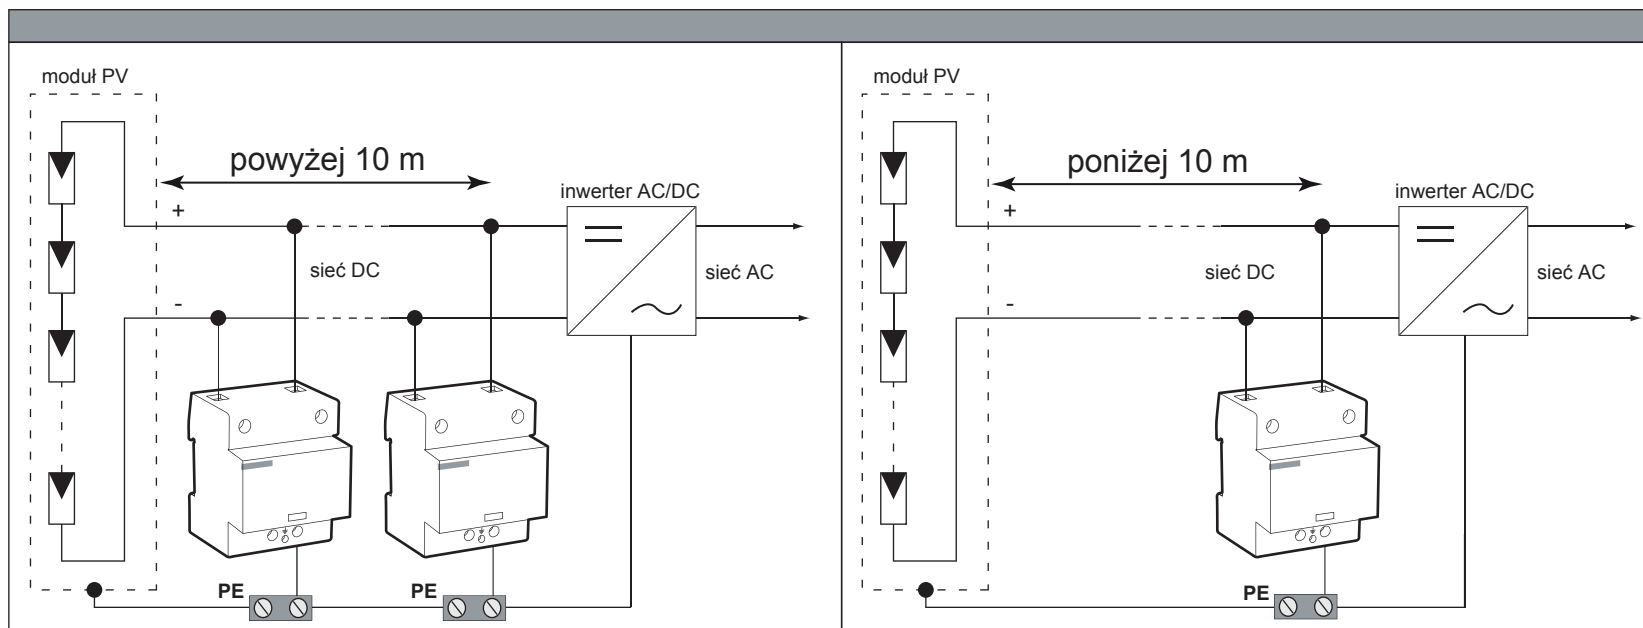 moduł PV
powyżej 10 m
inwerter AC/DC
+
sieć DC
sieć AC
-
PE
PE
moduł PV
poniżej 10 m
inwerter AC/DC
+
sieć DC
sieć AC
-
PE